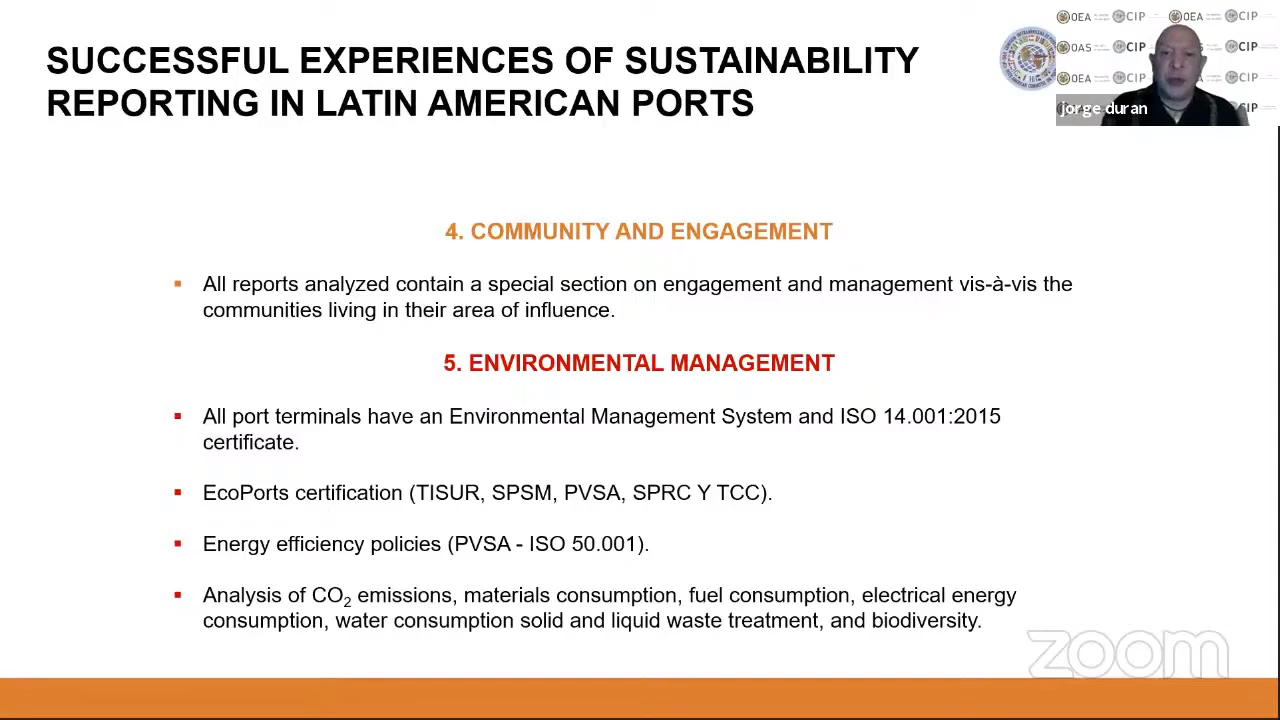 SUCCESSFUL EXPERIENCES OF SUSTAINABILITY
REPORTING IN LATIN AMERICAN PORTS
OEA CIP OEA CIP
OAS CIP CIP
OEA CIP CIP
CIP
jorge duran
4. COMMUNITY AND ENGAGEMENT
▪ All reports analyzed contain a special section on engagement and management vis-à-vis the
communities living in their area of influence.
5. ENVIRONMENTAL MANAGEMENT
▪ All port terminals have an Environmental Management System and ISO 14.001:2015
certificate.
▪ EcoPorts certification (TISUR, SPSM, PVSA, SPRC Y TCC).
▪ Energy efficiency policies (PVSA - ISO 50.001).
▪ Analysis of CO2 emissions, materials consumption, fuel consumption, electrical energy
consumption, water consumption solid and liquid waste treatment, and biodiversity.
zoom